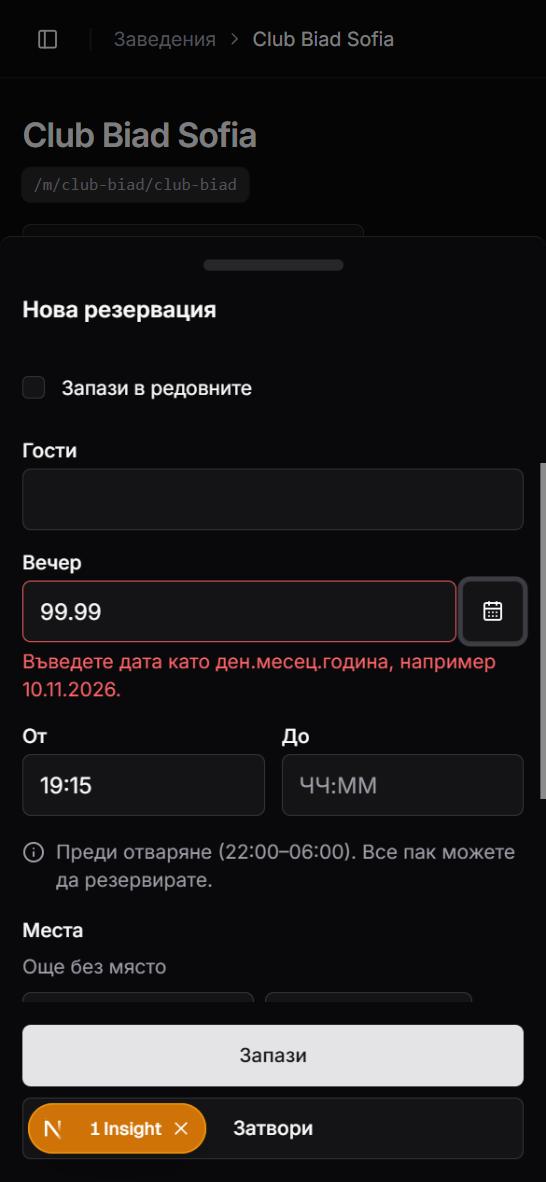 Заведения > Club Biad Sofia
Club Biad Sofia
/m/club-biad/club-biad
Нова резервация
Запази в редовните
Гости
Вечер
99.99
Въведете дата като ден.месец.година, например
10.11.2026.
От До
19:15 ЧЧ:ММ
Преди отваряне (22:00–06:00). Все пак можете
да резервирате.
Места
Още без място
Запази
N 1 Insight × Затвори